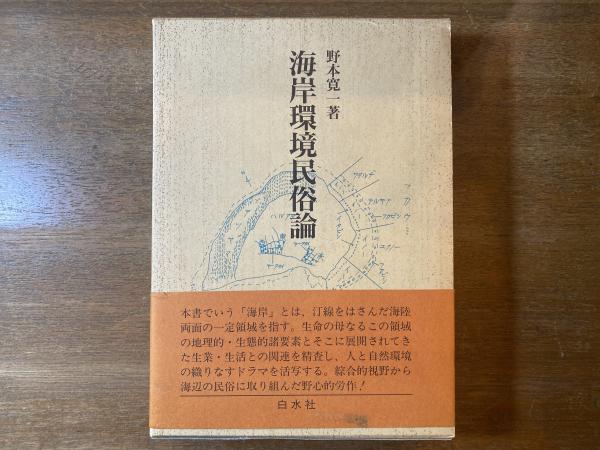 野本寛一著
海岸環境民俗論
本書でいう「海岸」とは、汀線をはさんだ海陸
両面の一定領域を指す。生命の母なるこの領域
の地理的・生態的諸要素とそこに展開されてき
た生業・生活との関連を精査し、人と自然環境
の織りなすドラマを活写する。綜合的視野から
海辺の民俗に取り組んだ野心的労作!
白水社